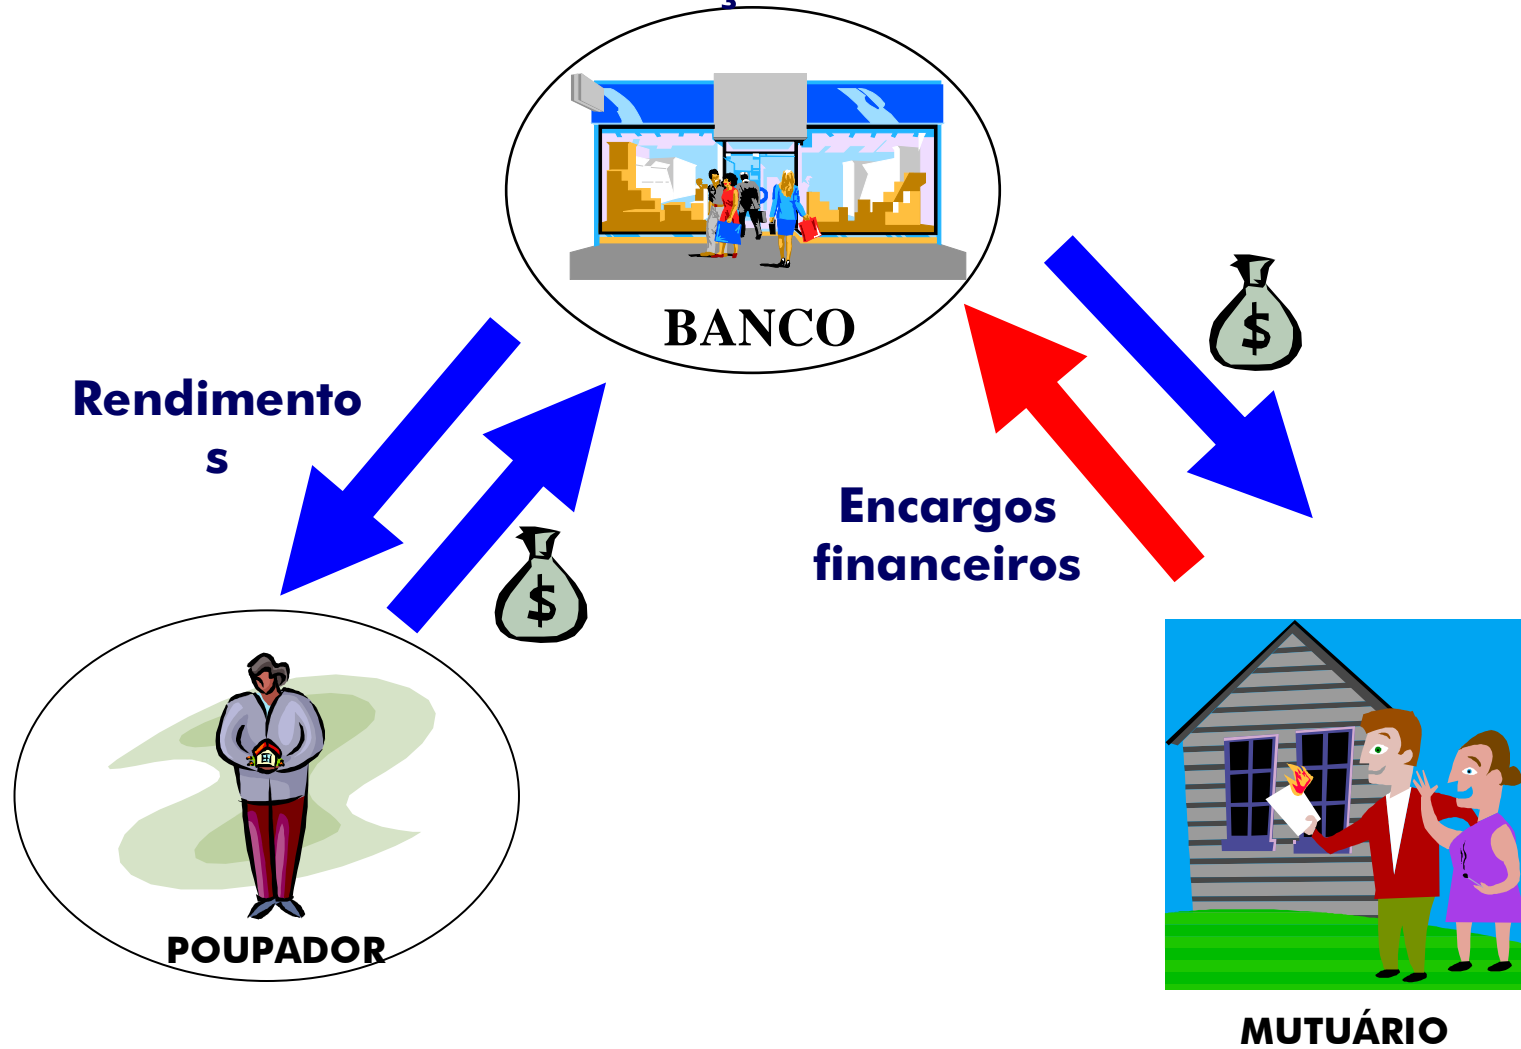 s
BANCO
Rendimento
s
Encargos
financeiros
$
$
POUPADOR
MUTUÁRIO